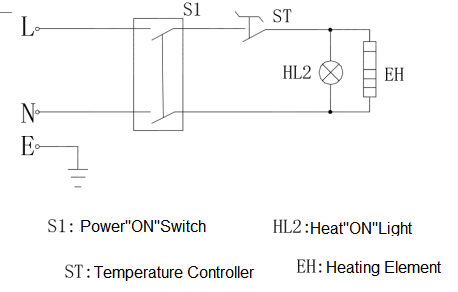 S1
ST
L
HL2
EH
N
E
S1: Power"ON"Switch
HL2:Heat"ON"Light
ST:Temperature Controller
EH:Heating Element